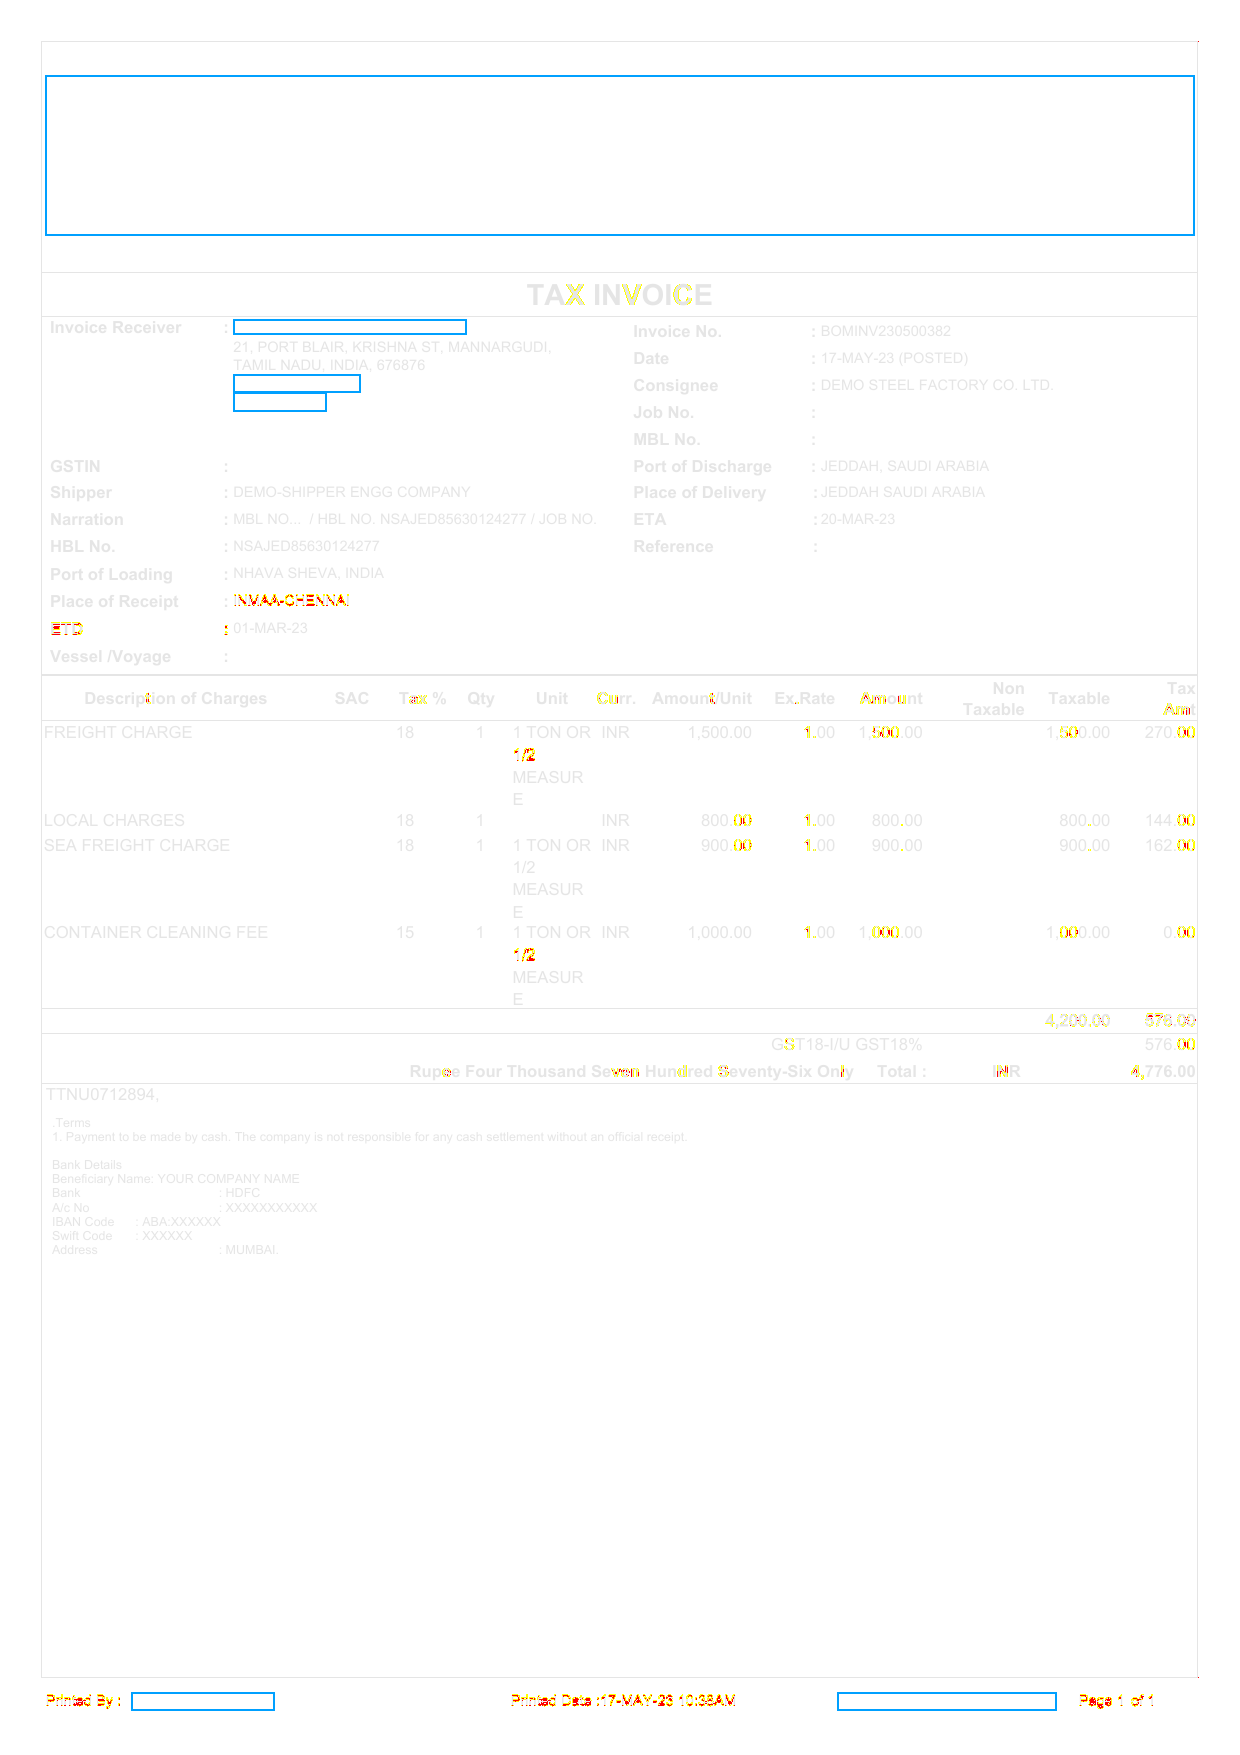 TAX INVOICE
Invoice Receiver :
21, PORT BLAIR, KRISHNA ST, MANNARGUDI,
TAMIL NADU, INDIA, 676876
GSTIN :
Shipper : DEMO-SHIPPER ENGG COMPANY
Narration : MBL NO... / HBL NO. NSAJED85630124277 / JOB NO.
HBL No. : NSAJED85630124277
Port of Loading : NHAVA SHEVA, INDIA
Place of Receipt : INMAA-CHENNAI
ETD : 01-MAR-23
Vessel /Voyage :
Invoice No. : BOMINV230500382
Date : 17-MAY-23 (POSTED)
Consignee : DEMO STEEL FACTORY CO. LTD.
Job No. :
MBL No. :
Port of Discharge : JEDDAH, SAUDI ARABIA
Place of Delivery : JEDDAH SAUDI ARABIA
ETA : 20-MAR-23
Reference :
Description of Charges SAC Tax % Qty Unit Curr. Amount/Unit Ex.Rate Amount Non Taxable Taxable Tax Amt
FREIGHT CHARGE 18 1 1 TON OR INR 1,500.00 1.00 1,500.00 1,500.00 270.00
1/2
MEASUR
E
LOCAL CHARGES 18 1 INR 800.00 1.00 800.00 800.00 144.00
SEA FREIGHT CHARGE 18 1 1 TON OR INR 900.00 1.00 900.00 900.00 162.00
1/2
MEASUR
E
CONTAINER CLEANING FEE 15 1 1 TON OR INR 1,000.00 1.00 1,000.00 1,000.00 0.00
1/2
MEASUR
E
4,200.00 576.00
GST18-I/U GST18% 576.00
Rupee Four Thousand Seven Hundred Seventy-Six Only Total : INR 4,776.00
TTNU0712894,
.Terms
1. Payment to be made by cash. The company is not responsible for any cash settlement without an official receipt.
Bank Details
Beneficiary Name: YOUR COMPANY NAME
Bank : HDFC
A/c No : XXXXXXXXXXX
IBAN Code : ABA:XXXXXX
Swift Code : XXXXXX
Address : MUMBAI.
Printed By :
Printed Date :17-MAY-23 10:38AM
Page 1 of 1